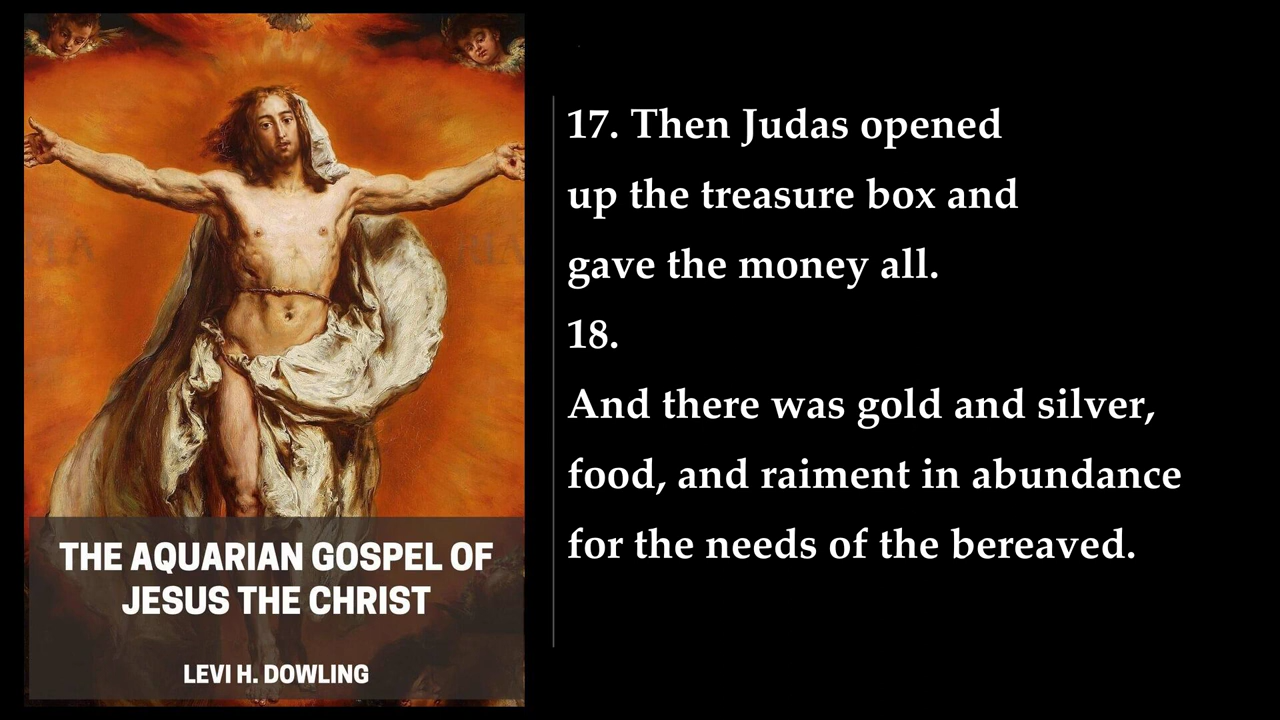 THE AQUARIAN GOSPEL OF
JESUS THE CHRIST
LEVI H. DOWLING
17. Then Judas opened
up the treasure box and
gave the money all.
18.
And there was gold and silver,
food, and raiment in abundance
for the needs of the bereaved.